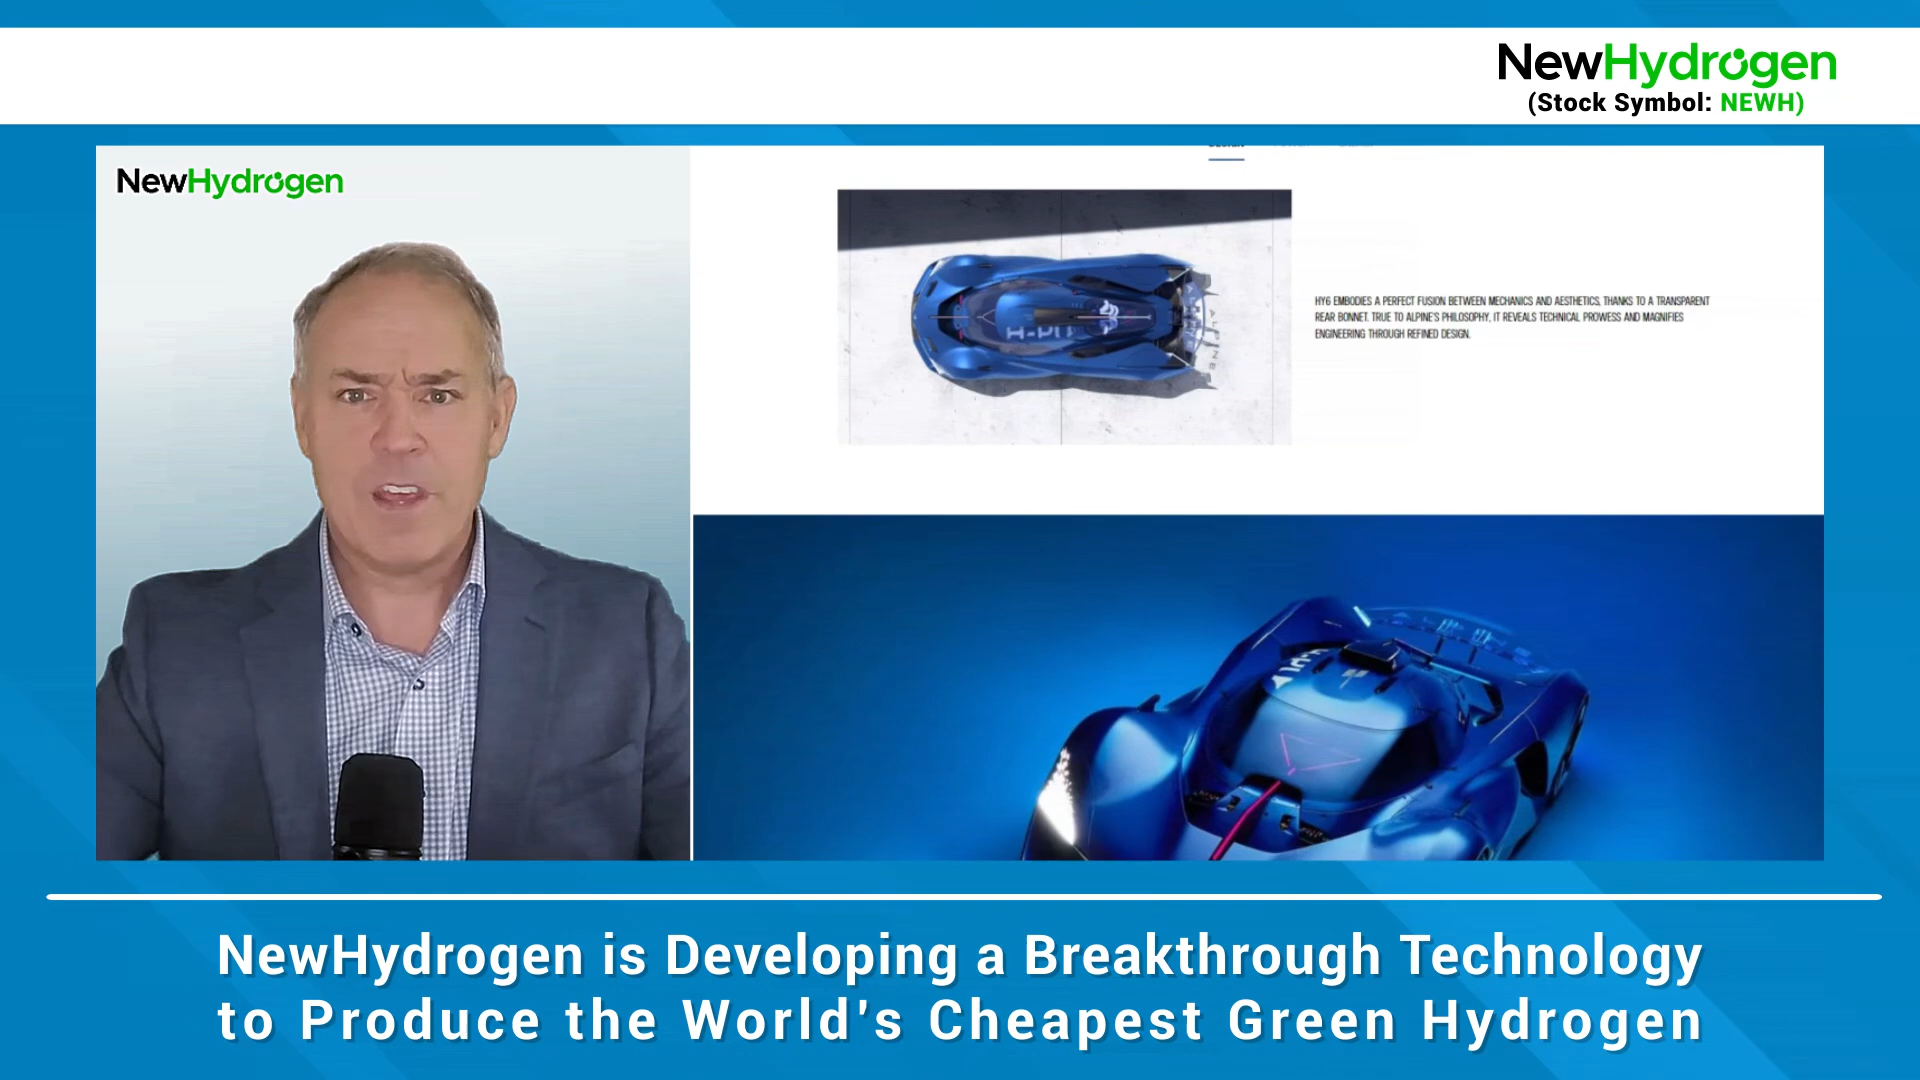 NewHydrogen
(Stock Symbol: NEWH)
NewHydrogen
HY6 EMBODIES A PERFECT FUSION BETWEEN MECHANICS AND AESTHETICS, THANKS TO A TRANSPARENT
REAR BONNET. TRUE TO ALPINE'S PHILOSOPHY, IT REVEALS TECHNICAL PROWESS AND MAGNIFIES
ENGINEERING THROUGH REFINED DESIGN.
NewHydrogen is Developing a Breakthrough Technology
to Produce the World's Cheapest Green Hydrogen